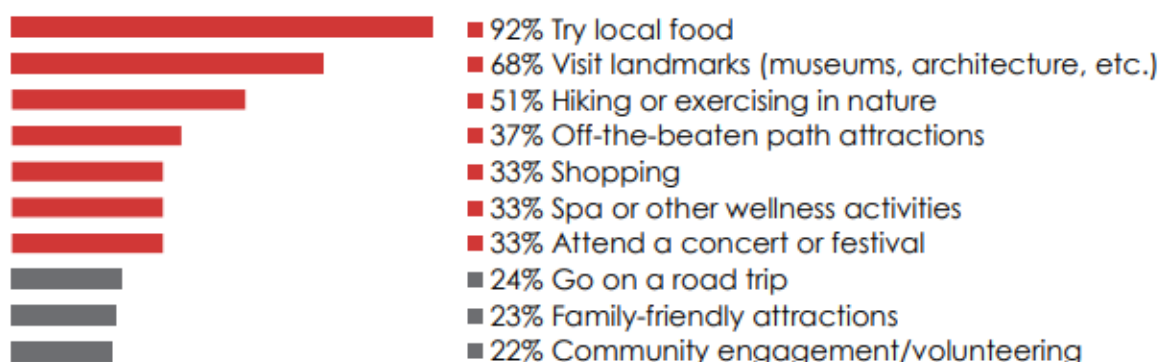 92% Try local food
68% Visit landmarks (museums, architecture, etc.)
51% Hiking or exercising in nature
37% Off-the-beaten path attractions
33% Shopping
33% Spa or other wellness activities
33% Attend a concert or festival
24% Go on a road trip
23% Family-friendly attractions
22% Community engagement/volunteering